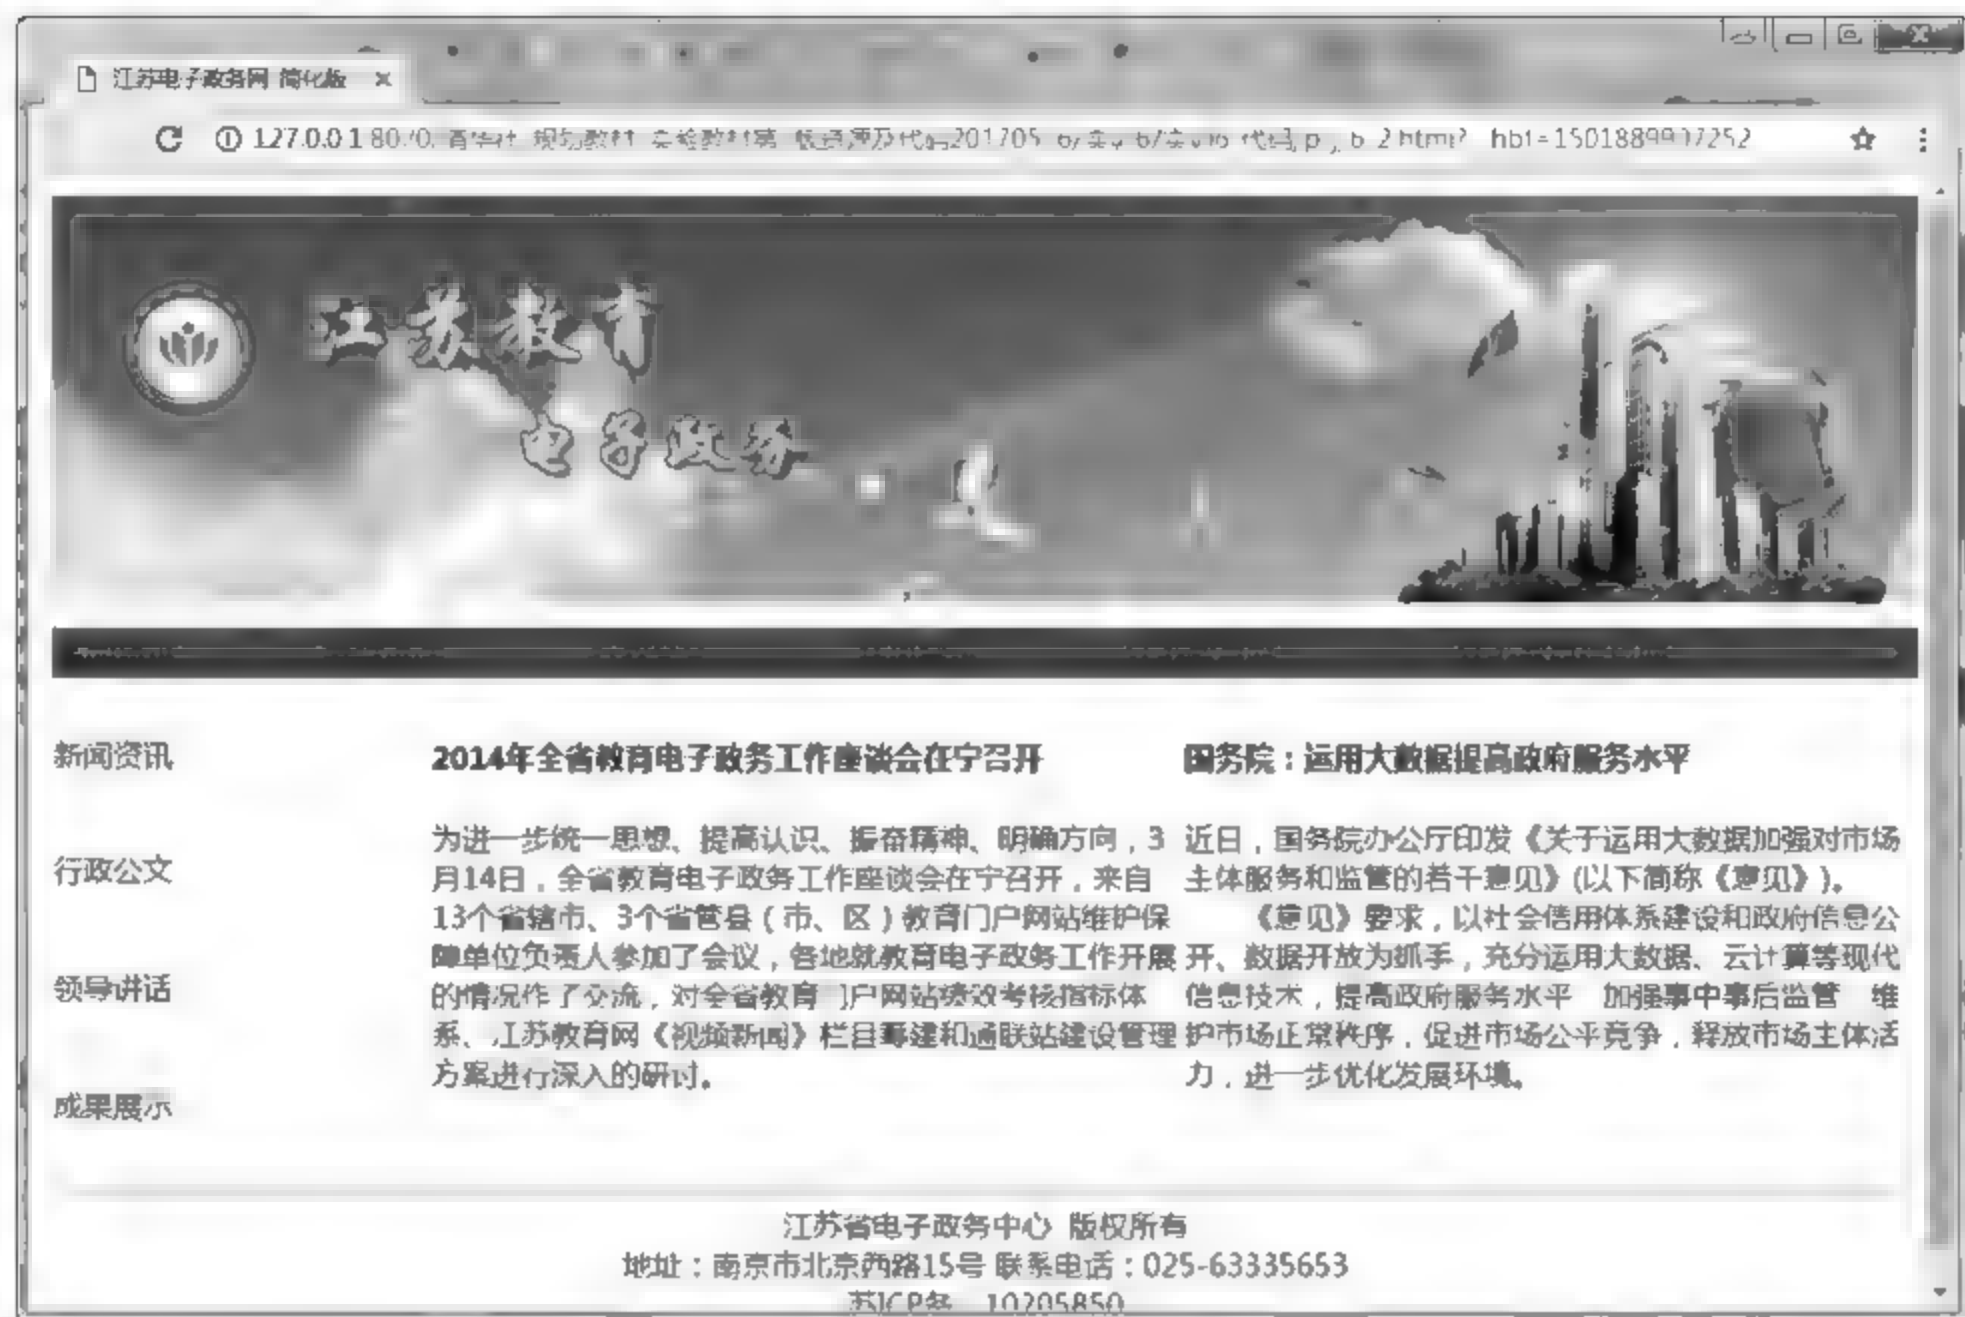 江苏电子政务网 简化版
127.0.0.1
江苏教育
电子政务
新闻资讯
行政公文
领导讲话
成果展示
2014年全省教育电子政务工作座谈会在宁召开
为进一步统一思想、提高认识、振奋精神、明确方向，3
月14日，全省教育电子政务工作座谈会在宁召开，来自
13个省辖市、3个省管县（市、区）教育门户网站维护保
障单位负责人参加了会议，各地就教育电子政务工作开展
的情况作了交流，对全省教育门户网站绩效考核指标体
系、江苏教育网《视频新闻》栏目筹建和通联站建设管理
方案进行深入的研讨。
国务院：运用大数据提高政府服务水平
近日，国务院办公厅印发《关于运用大数据加强对市场
主体服务和监管的若干意见》(以下简称《意见》)。
《意见》要求，以社会信用体系建设和政府信息公
开、数据开放为抓手，充分运用大数据、云计算等现代
信息技术，提高政府服务水平 加强事中事后监管 维
护市场正常秩序，促进市场公平竞争，释放市场主体活
力，进一步优化发展环境。
江苏省电子政务中心 版权所有
地址：南京市北京西路15号 联系电话：025-63335653
苏ICP备 10205850